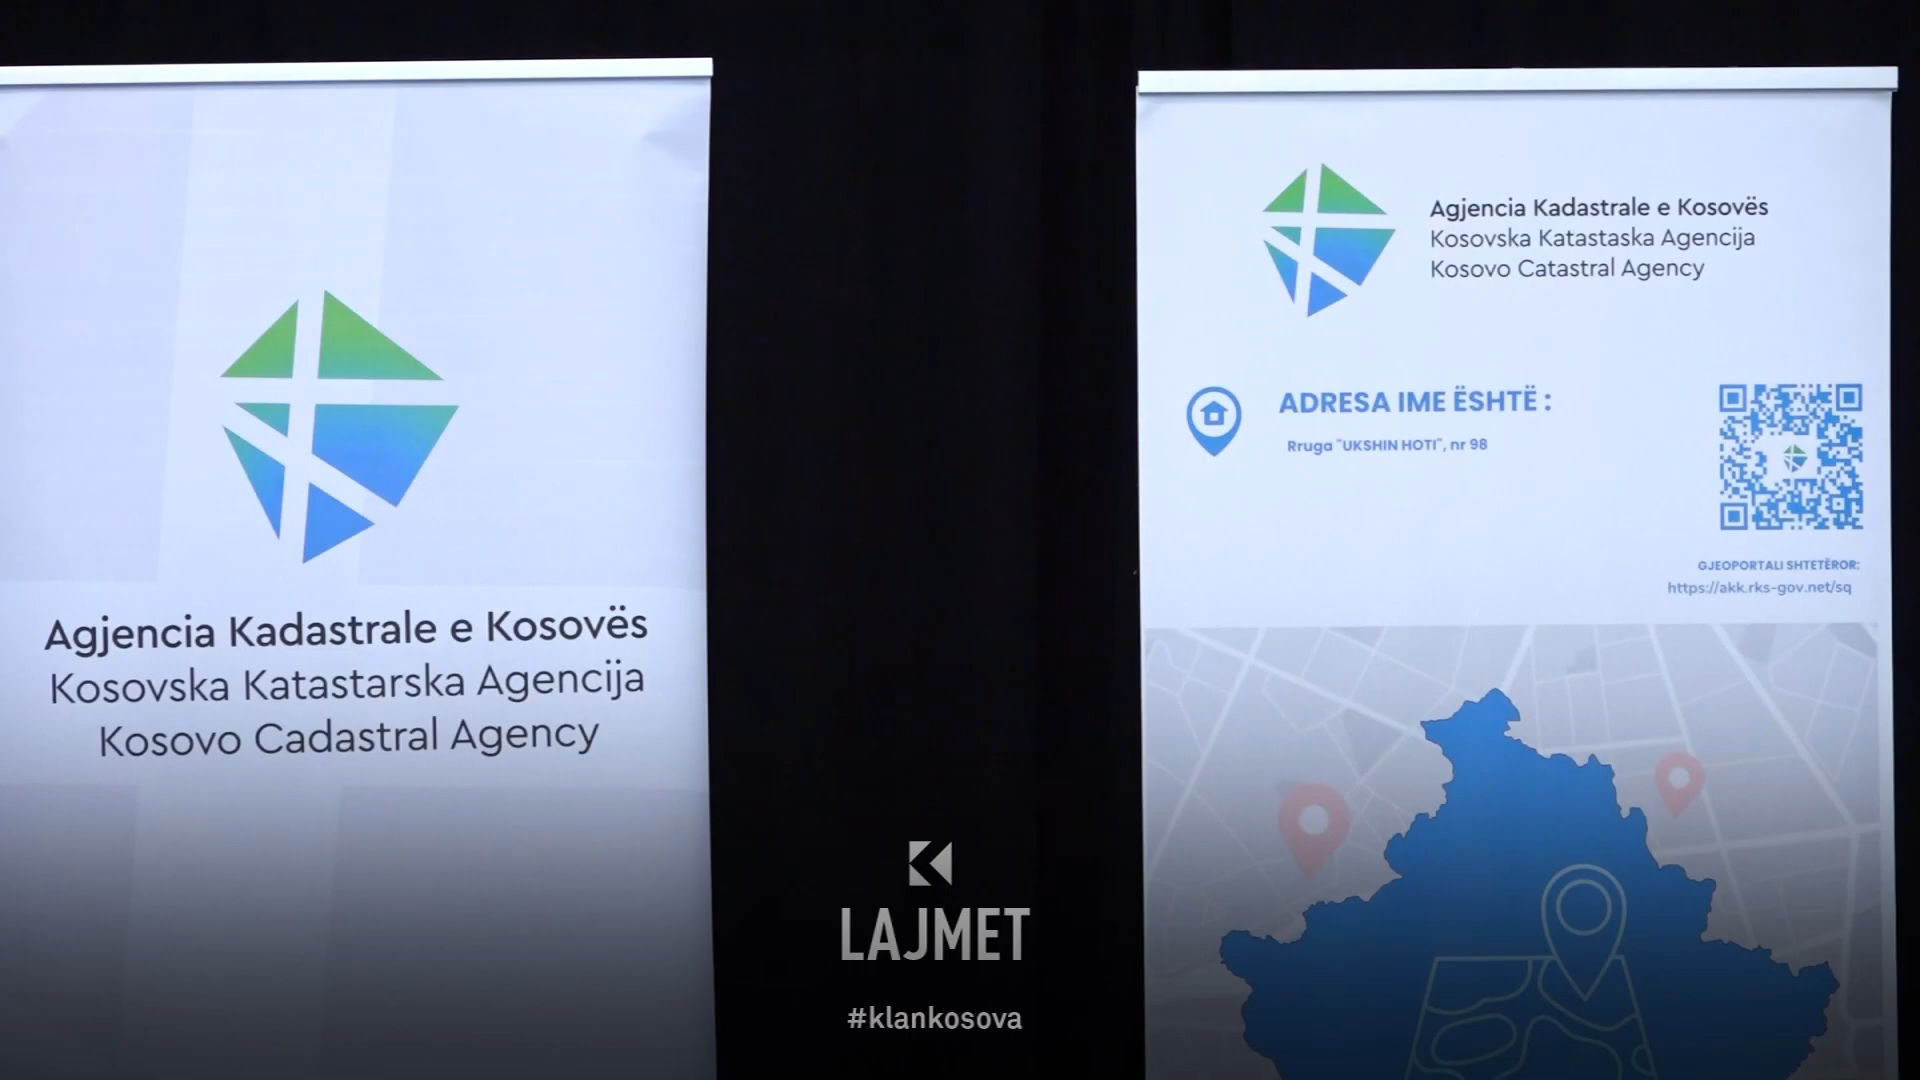 Agjencia Kadastrale e Kosovës
Kosovska Katastarska Agencija
Kosovo Cadastral Agency
Agjencia Kadastrale e Kosovës
Kosovska Katastaska Agencija
Kosovo Catastral Agency
ADRESA IME ËSHTË :
Rruga "UKSHIN HOTI", nr 98
GJEOPORTALI SHTETËROR:
https://akk.rks-gov.net/sq
LAJMET
#klankosova